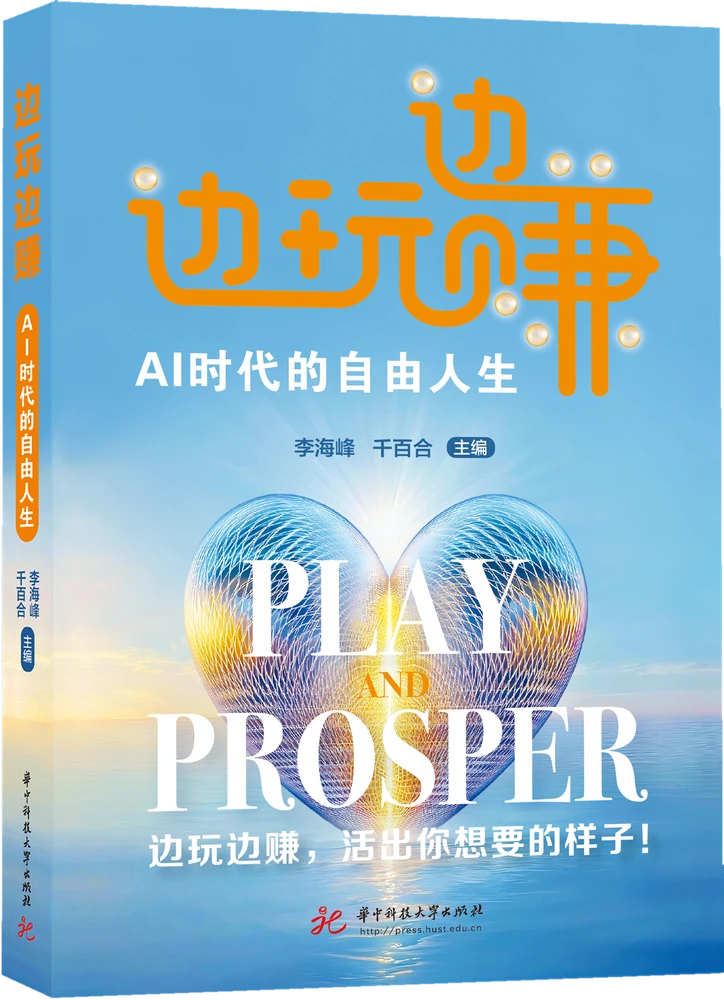 边玩边赚
AI时代的自由人生
李海峰 千百合 主编
PLAY
AND
PROSPER
边玩边赚，活出你想要的样子！
华中科技大学出版社
http://press.hust.edu.cn
边玩边赚
AI时代的自由人生
李海峰
千百合
主编
华中科技大学出版社